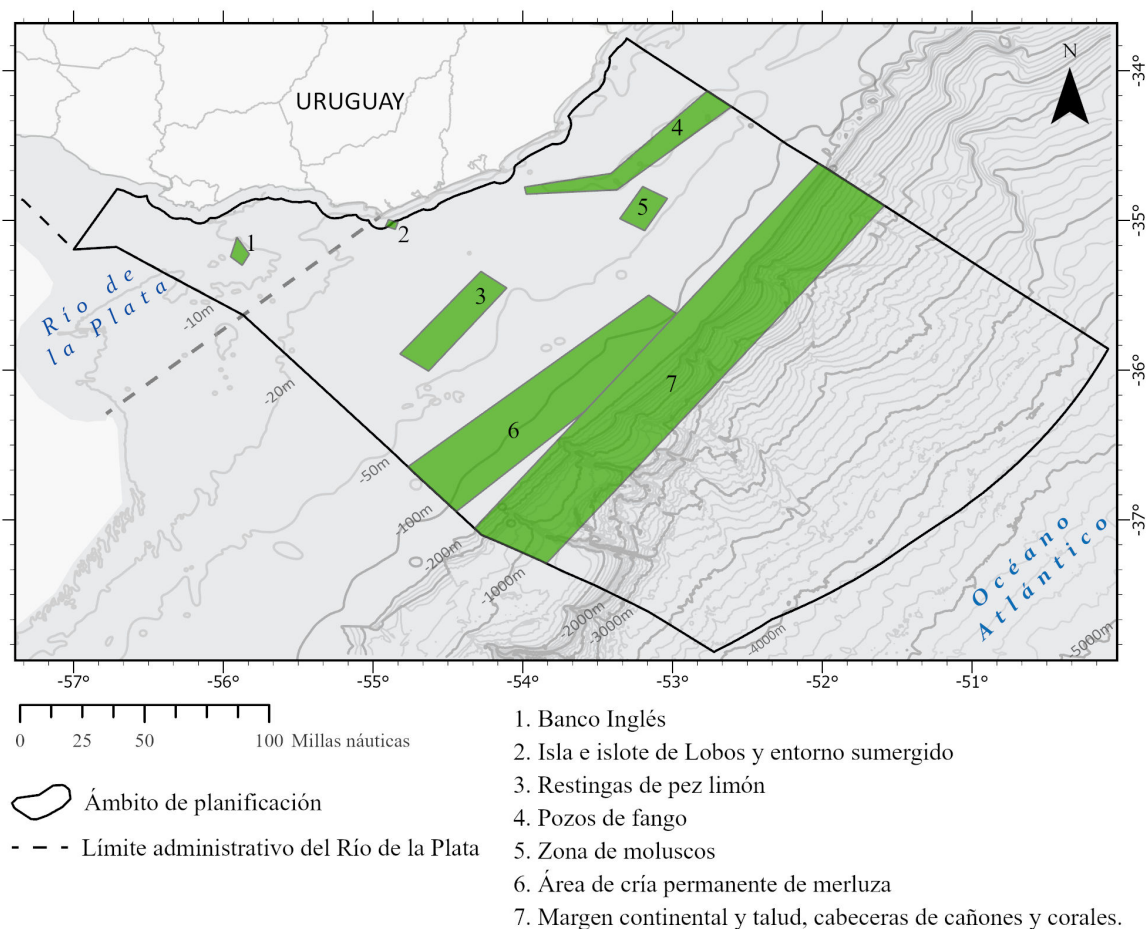 N
-34°
URUGUAY
4
5
-35°
1
2
Río de
la Plata
-10m
3
-20m
-36°
7
6
-50m
-100m
-37°
-200m
Océano
Atlántico
-1000m
-2000m
-3000m
-4000m
-5000m
-57° -56° -55° -54° -53° -52° -51°
0 25 50 100 Millas náuticas
Ámbito de planificación
Límite administrativo del Río de la Plata
1. Banco Inglés
2. Isla e islote de Lobos y entorno sumergido
3. Restingas de pez limón
4. Pozos de fango
5. Zona de moluscos
6. Área de cría permanente de merluza
7. Margen continental y talud, cabeceras de cañones y corales.